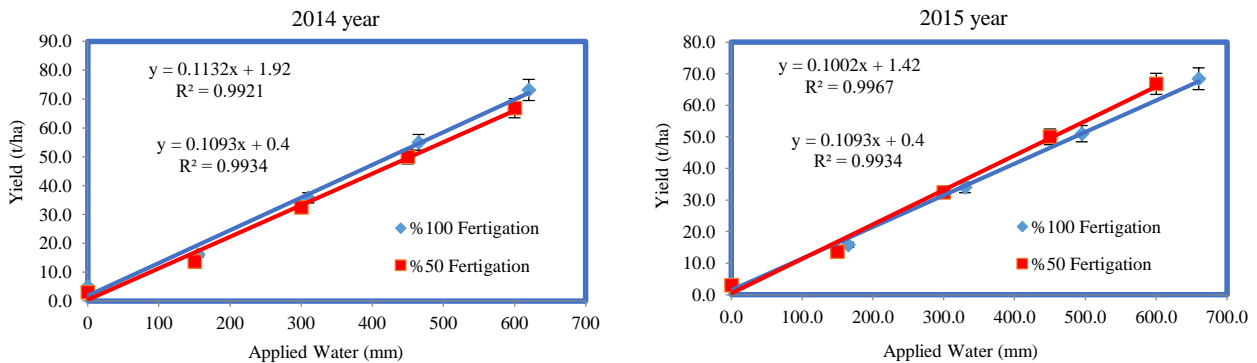 2014 year
90.0
80.0
70.0
60.0
50.0
40.0
30.0
20.0
10.0
0.0
Yield (t/ha)
y = 0.1132x + 1.92
R² = 0.9921
y = 0.1093x + 0.4
R² = 0.9934
%100 Fertigation
%50 Fertigation
0 100 200 300 400 500 600 700
Applied Water (mm)
2015 year
80.0
70.0
60.0
50.0
40.0
30.0
20.0
10.0
0.0
Yield (t/ha)
y = 0.1002x + 1.42
R² = 0.9967
y = 0.1093x + 0.4
R² = 0.9934
%100 Fertigation
%50 Fertigation
0.0 100.0 200.0 300.0 400.0 500.0 600.0 700.0
Applied Water (mm)